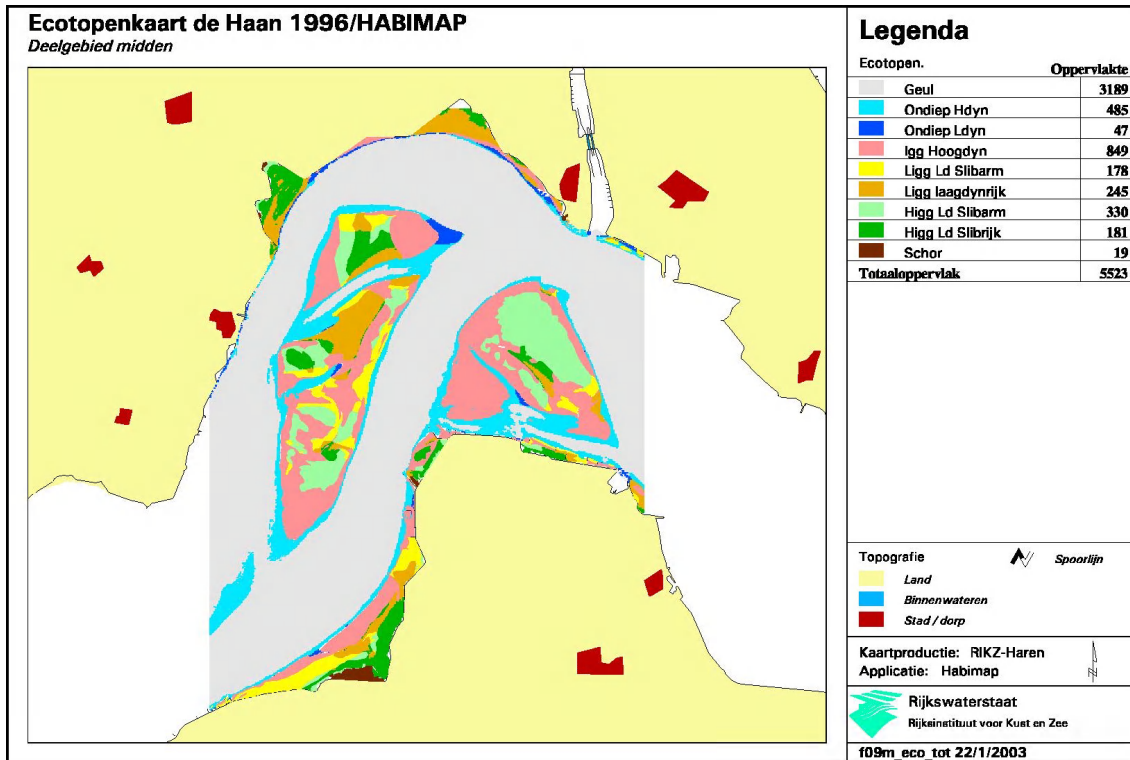 Ecotopenkaart de Haan 1996/HABIMAP
Deelgebied midden
Legenda
Ecotopen. Oppervlakte
Geul 3189
Ondiep Hdyn 485
Ondiep Ldyn 47
Igg Hoogdyn 849
Ligg Ld Slibarm 178
Ligg laagdynrijk 245
Higg Ld Slibarm 330
Higg Ld Slibrijk 181
Schor 19
Totaaloppervlak 5523
Topografie Spoorlijn
Land
Binnenwateren
Stad / dorp
Kaartproductie: RIKZ-Haren
Applicatie: Habimap
Rijkswaterstaat
Rijksinstituut voor Kust en Zee
f09m_eco_tot 22/1/2003